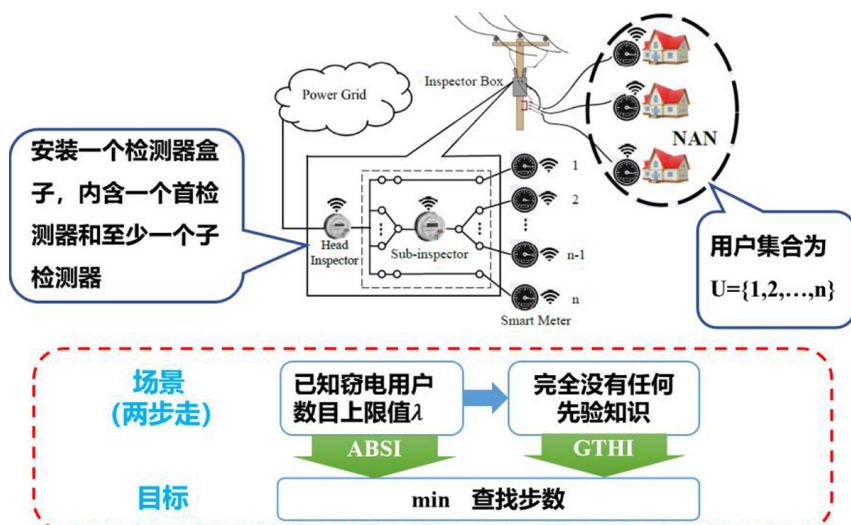 Power Grid
Inspector Box
NAN
安装一个检测器盒
子，内含一个首检
测器和至少一个子
检测器
Head
Inspector
Sub-inspector
1
2
n-1
n
Smart Meter
用户集合为
U={1,2,…,n}
场景
(两步走)
已知窃电用户
数目上限值λ
完全没有任何
先验知识
ABSI
GTHI
目标
min 查找步数